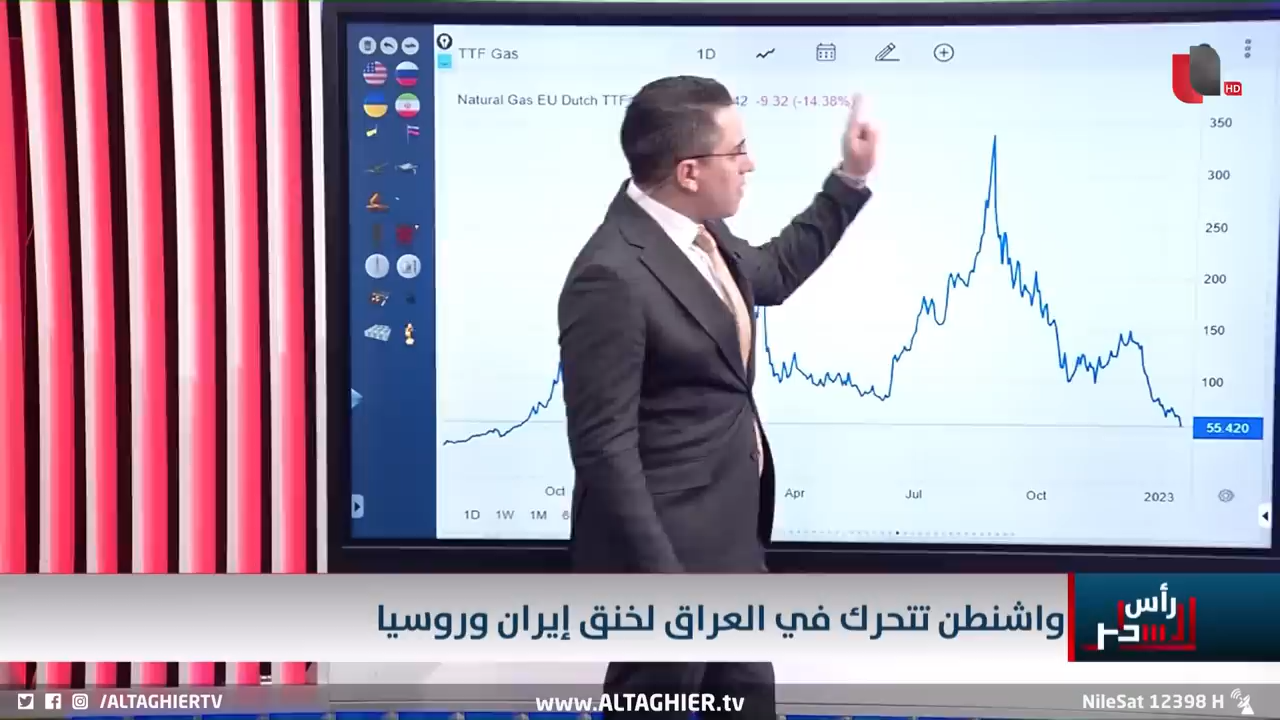 TTF Gas
1D
Natural Gas EU Dutch TTF
42 -9.32 (-14.38%)
HD
350
300
250
200
150
100
55.420
Oct
Apr
Jul
Oct
2023
1D 1W 1M 6
رأس السطر
واشنطن تتحرك في العراق لخنق إيران وروسيا
/ALTAGHIERTV
www.ALTAGHIER.tv
NileSat 12398 H